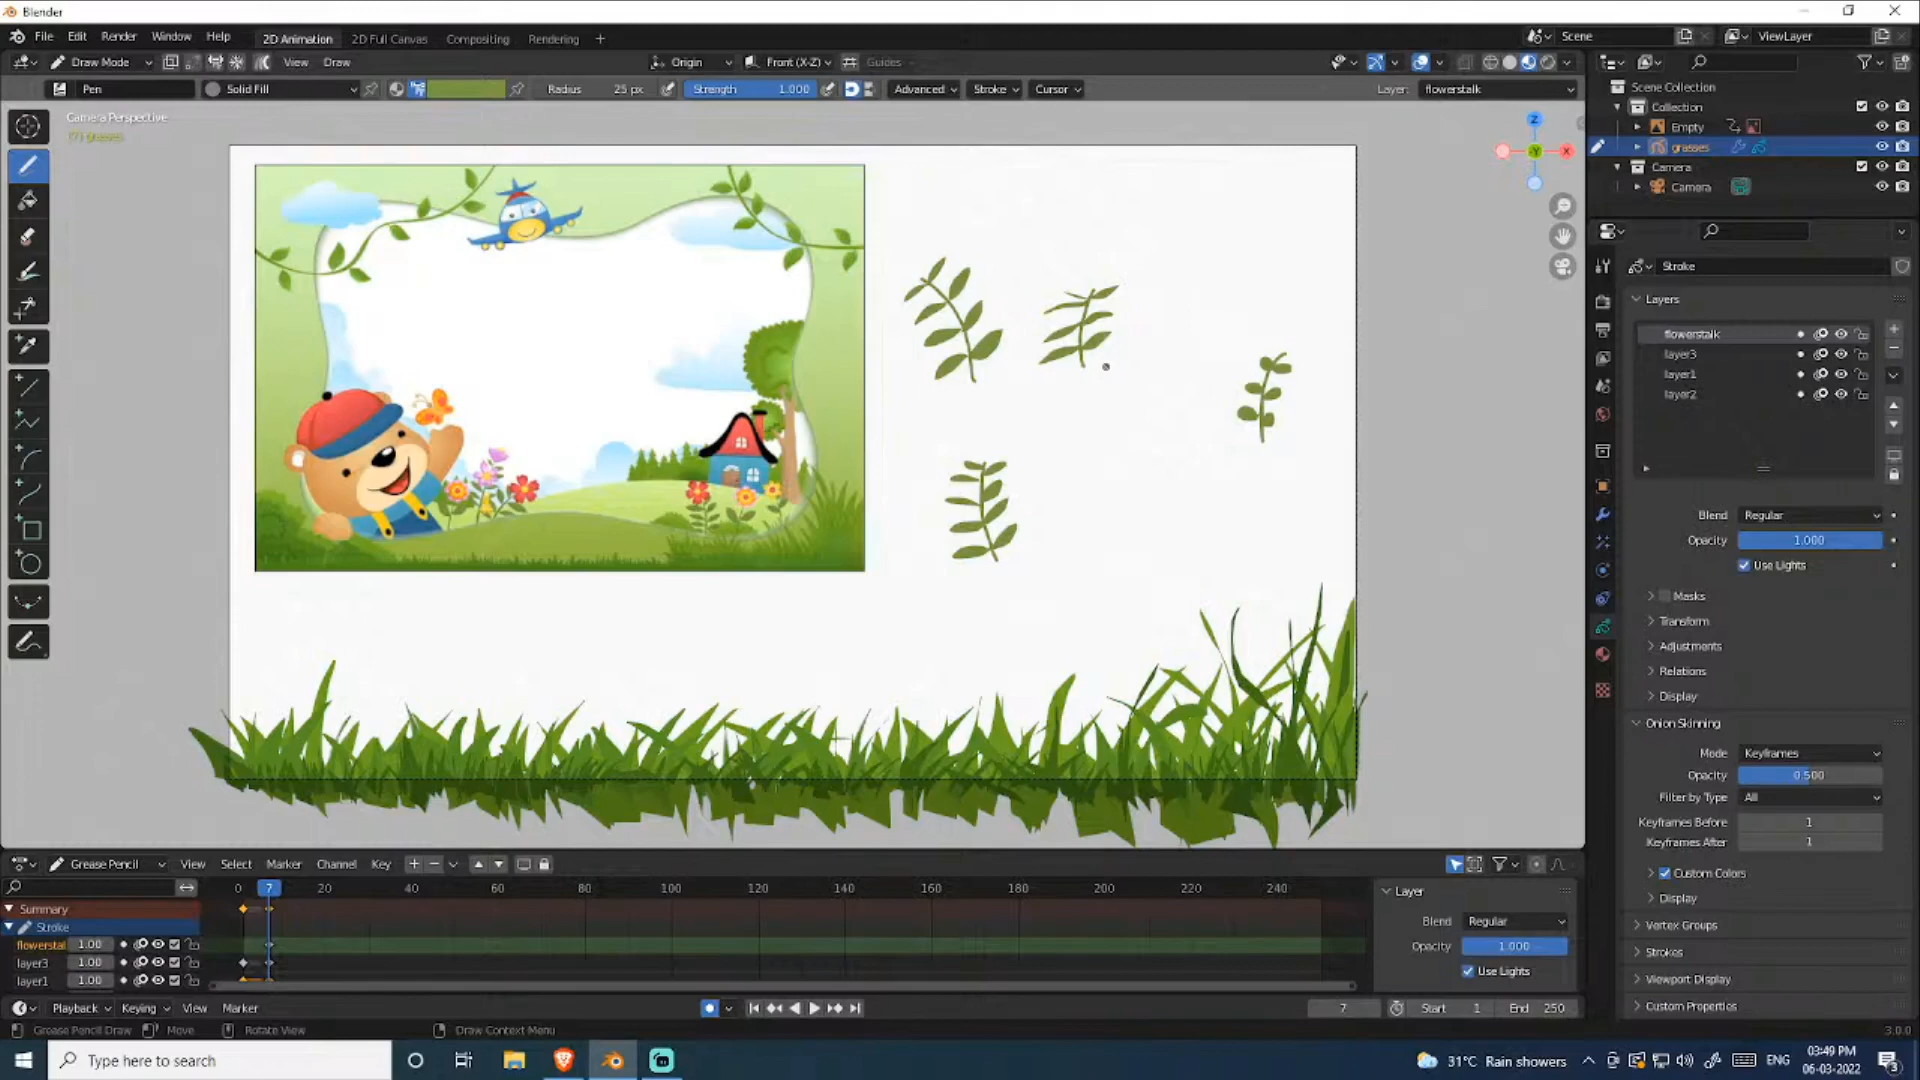 Blender
File Edit Render Window Help 2D Animation 2D Full Canvas Compositing Rendering + Scene ViewLayer
Draw Mode View Draw Origin Front (X-Z) Guides
Pen Solid Fill Radius 25 px Strength 1.000 Advanced Stroke Cursor Layer: flowerstalk
Camera Perspective
(7) grasses
Z
X
-Y
Scene Collection
Collection
Empty
grasses
Camera
Camera
Stroke
Layers
flowerstalk
layer3
layer1
layer2
Blend Regular
Opacity 1.000
Use Lights
Masks
Transform
Adjustments
Relations
Display
Onion Skinning
Mode Keyframes
Opacity 0.500
Filter by Type All
Keyframes Before 1
Keyframes After 1
Custom Colors
Display
Vertex Groups
Strokes
Viewport Display
Custom Properties
Grease Pencil View Select Marker Channel Key
0 7 20 40 60 80 100 120 140 160 180 200 220 240
Summary
Stroke
flowerstal 1.00
layer3 1.00
layer1 1.00
Layer
Blend Regular
Opacity 1.000
Use Lights
Playback Keying View Marker 7 Start 1 End 250
Grease Pencil Draw Move Rotate View Draw Context Menu 3.0.0
Type here to search 31°C Rain showers ENG 03:49 PM
06-03-2022
3